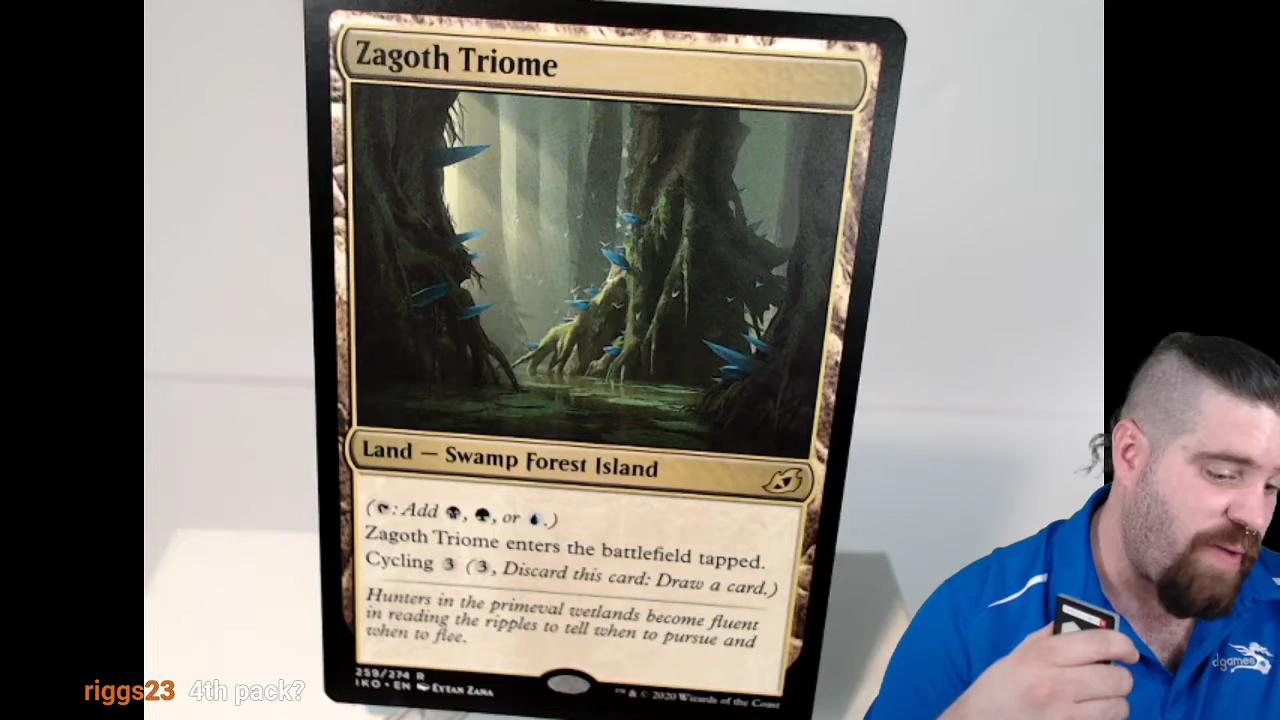 Zagoth Triome
Land — Swamp Forest Island
( : Add , , or .)
Zagoth Triome enters the battlefield tapped.
Cycling 3 (3, Discard this card: Draw a card.)
Hunters in the primeval wetlands become fluent
in reading the ripples to tell when to pursue and
when to flee.
259/274 R
IKO • EN Eytan Zana
™ & © 2020 Wizards of the Coast
dgames
riggs23 4th pack?